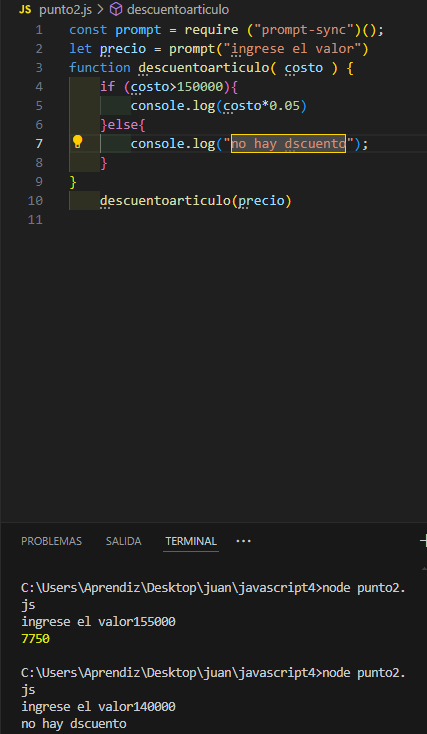 JS punto2.js > descuentoarticulo
1 const prompt = require ("prompt-sync")();
2 let precio = prompt("ingrese el valor")
3 function descuentoarticulo( costo ) {
4 if (costo>150000){
5 console.log(costo*0.05)
6 }else{
7 console.log("no hay dscuento");
8 }
9 }
10 descuentoarticulo(precio)
11
PROBLEMAS SALIDA TERMINAL ···
C:\Users\Aprendiz\Desktop\juan\javascript4>node punto2.
js
ingrese el valor155000
7750
C:\Users\Aprendiz\Desktop\juan\javascript4>node punto2.
js
ingrese el valor140000
no hay dscuento